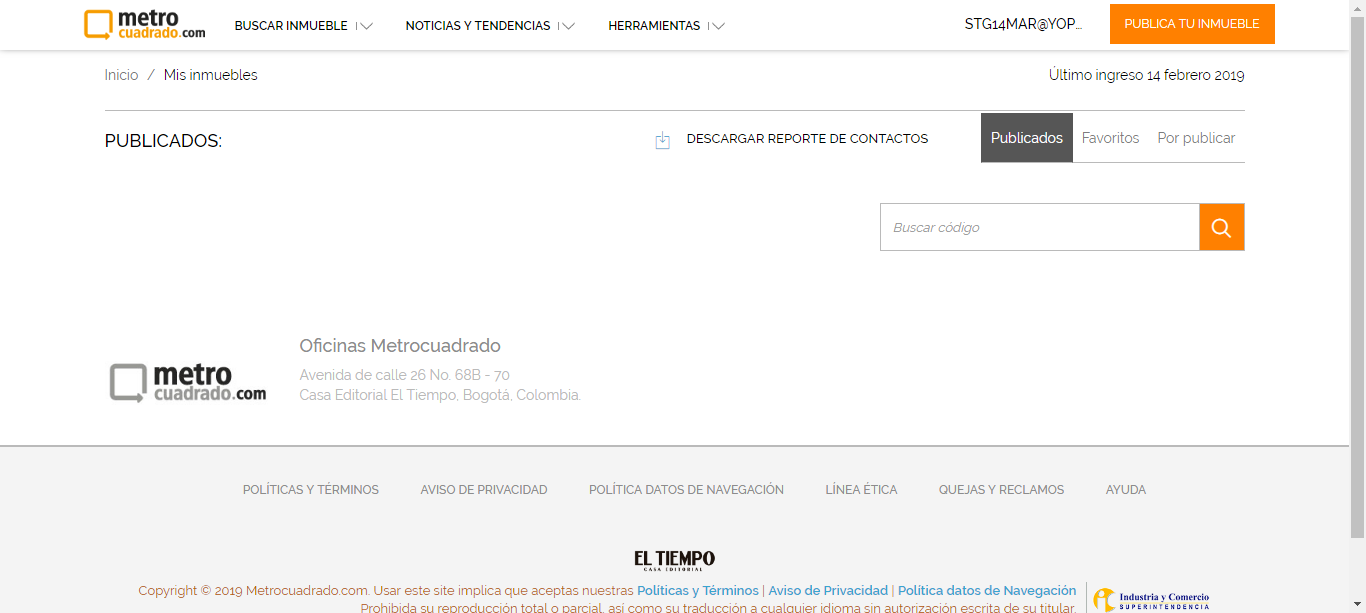 metro
cuadrado.com
BUSCAR INMUEBLE
NOTICIAS Y TENDENCIAS
HERRAMIENTAS
STG14MAR@YOP...
PUBLICA TU INMUEBLE
Inicio / Mis inmuebles
Último ingreso 14 febrero 2019
PUBLICADOS:
DESCARGAR REPORTE DE CONTACTOS
Publicados
Favoritos
Por publicar
Buscar código
metro
cuadrado.com
Oficinas Metrocuadrado
Avenida de calle 26 No. 68B - 70
Casa Editorial El Tiempo, Bogotá, Colombia.
POLÍTICAS Y TÉRMINOS
AVISO DE PRIVACIDAD
POLÍTICA DATOS DE NAVEGACIÓN
LÍNEA ÉTICA
QUEJAS Y RECLAMOS
AYUDA
EL TIEMPO
CASA EDITORIAL
Copyright © 2019 Metrocuadrado.com. Usar este site implica que aceptas nuestras Políticas y Términos | Aviso de Privacidad | Política datos de Navegación
Prohibida su reproducción total o parcial, así como su traducción a cualquier idioma sin autorización escrita de su titular.
Industria y Comercio
SUPERINTENDENCIA